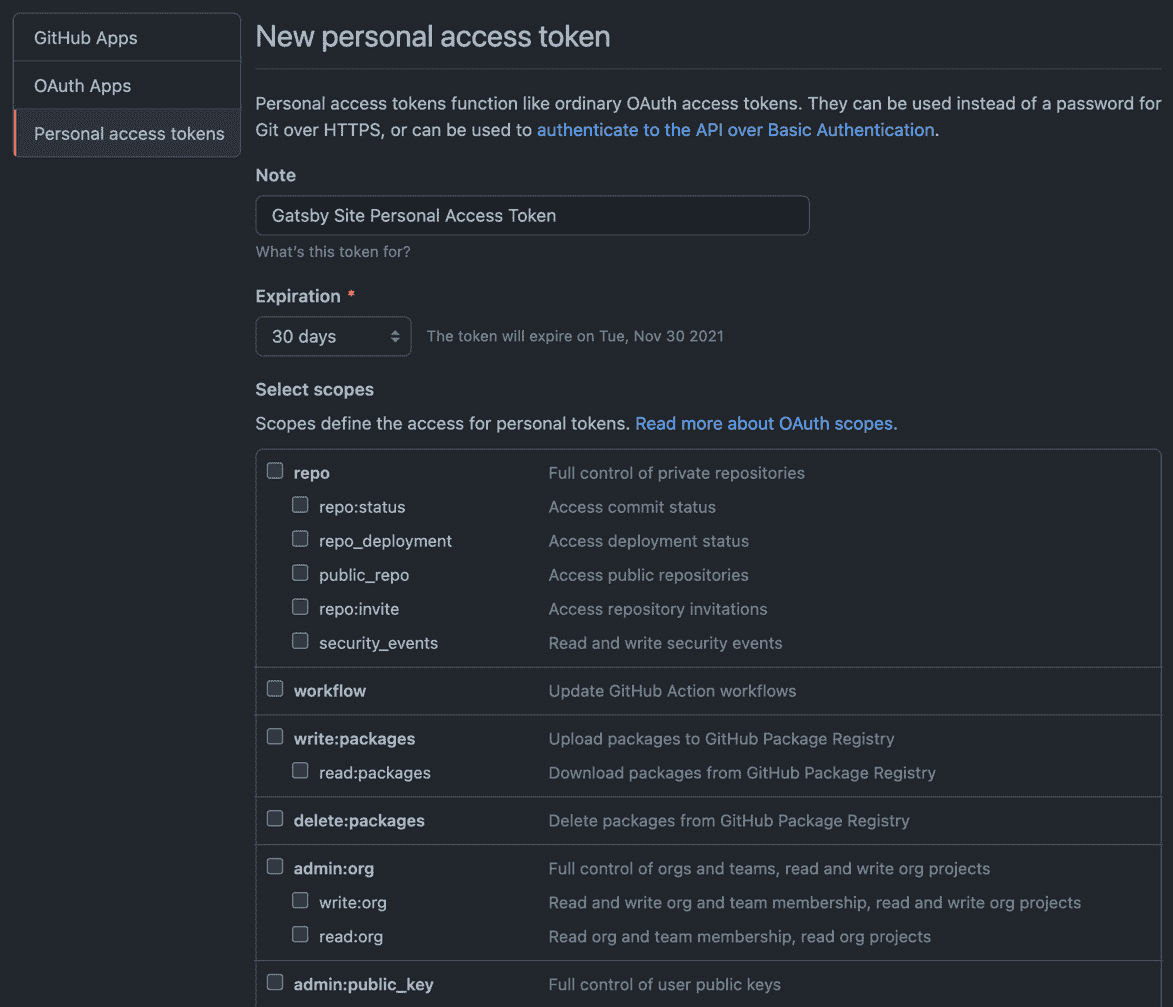 GitHub Apps
OAuth Apps
Personal access tokens
New personal access token
Personal access tokens function like ordinary OAuth access tokens. They can be used instead of a password for
Git over HTTPS, or can be used to authenticate to the API over Basic Authentication.
Note
Gatsby Site Personal Access Token
What's this token for?
Expiration *
30 days The token will expire on Tue, Nov 30 2021
Select scopes
Scopes define the access for personal tokens. Read more about OAuth scopes.
repo Full control of private repositories
repo:status Access commit status
repo_deployment Access deployment status
public_repo Access public repositories
repo:invite Access repository invitations
security_events Read and write security events
workflow Update GitHub Action workflows
write:packages Upload packages to GitHub Package Registry
read:packages Download packages from GitHub Package Registry
delete:packages Delete packages from GitHub Package Registry
admin:org Full control of orgs and teams, read and write org projects
write:org Read and write org and team membership, read and write org projects
read:org Read org and team membership, read org projects
admin:public_key Full control of user public keys